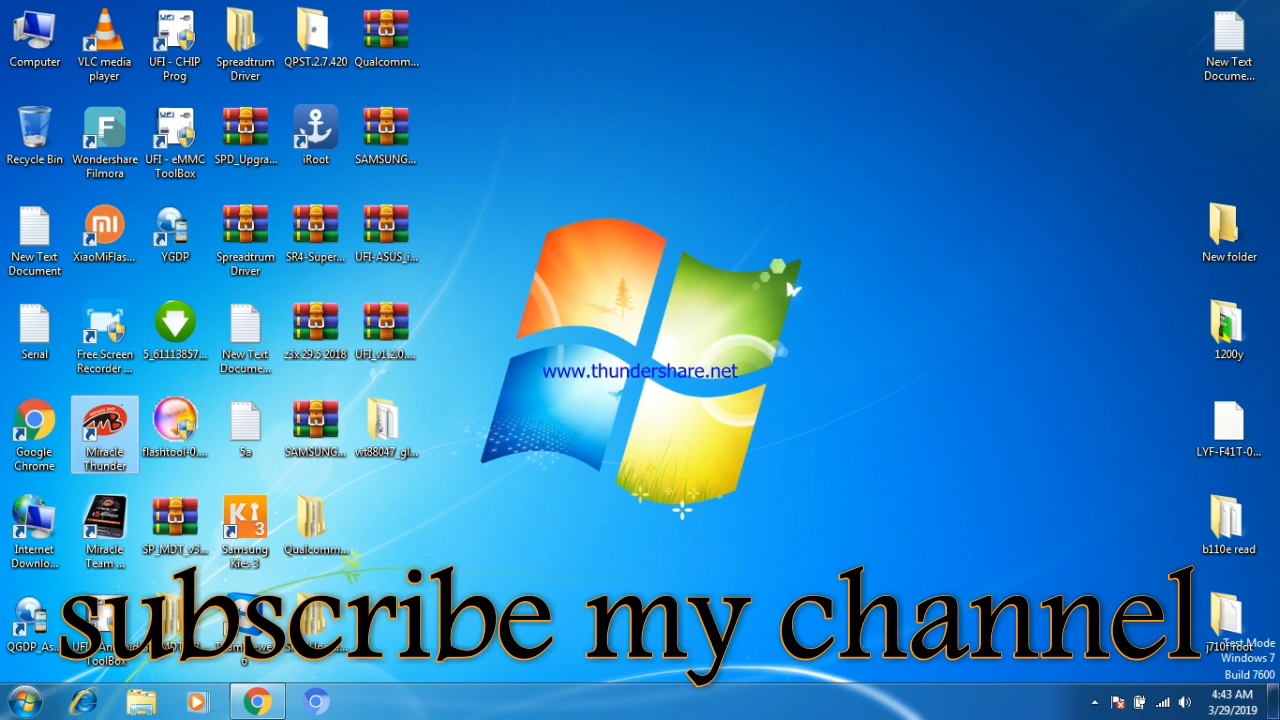 Computer
VLC media
player
UFI - CHIP
Prog
Spreadtrum
Driver
QPST.2.7.420
Qualcomm...
New Text
Docume...
Recycle Bin
Wondershare
Filmora
UFI - eMMC
ToolBox
SPD_Upgra...
iRoot
SAMSUNG...
New Text
Document
XiaoMiFlas...
YGDP
Spreadtrum
Driver
SR4-Super...
UFI-ASUS_i...
New folder
Serial
Free Screen
Recorder ...
5_61113857...
New Text
Docume...
z3x 29.5 2018
UFI_v1.2.0....
1200y
www.thundershare.net
Google
Chrome
Miracle
Thunder
flashtool-0....
5a
SAMSUNG...
wt88047_gl...
LYF-F41T-0...
Internet
Downlo...
Miracle
Team ...
SP_MDT_v3...
Samsung
Kies 3
Qualcomm...
b110e read
subscribe my channel
QGDP_As...
ToolBox
j710f root
Test Mode
Windows 7
Build 7600
4:43 AM
3/29/2019